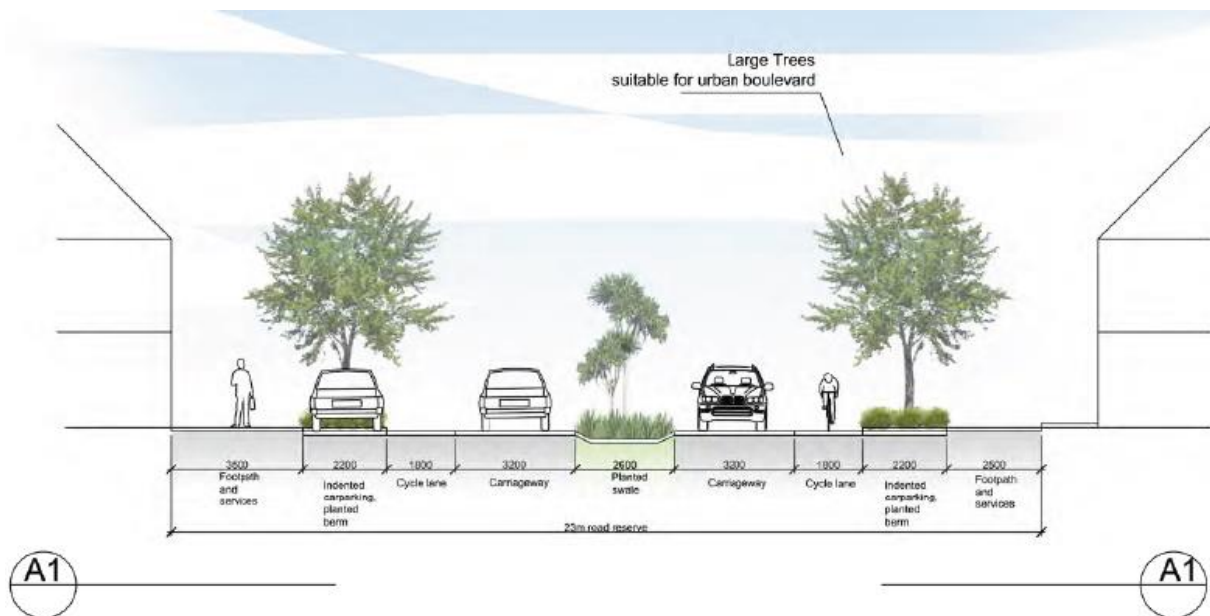 Large Trees
suitable for urban boulevard
3500
2200
1800
3200
2600
3200
1800
2200
2500
Footpath
and
services
Indented
carparking,
planted
berm
Cycle lane
Carriageway
Planted
swale
Carriageway
Cycle lane
Indented
carparking,
planted
berm
Footpath
and
services
23m road reserve
A1
A1